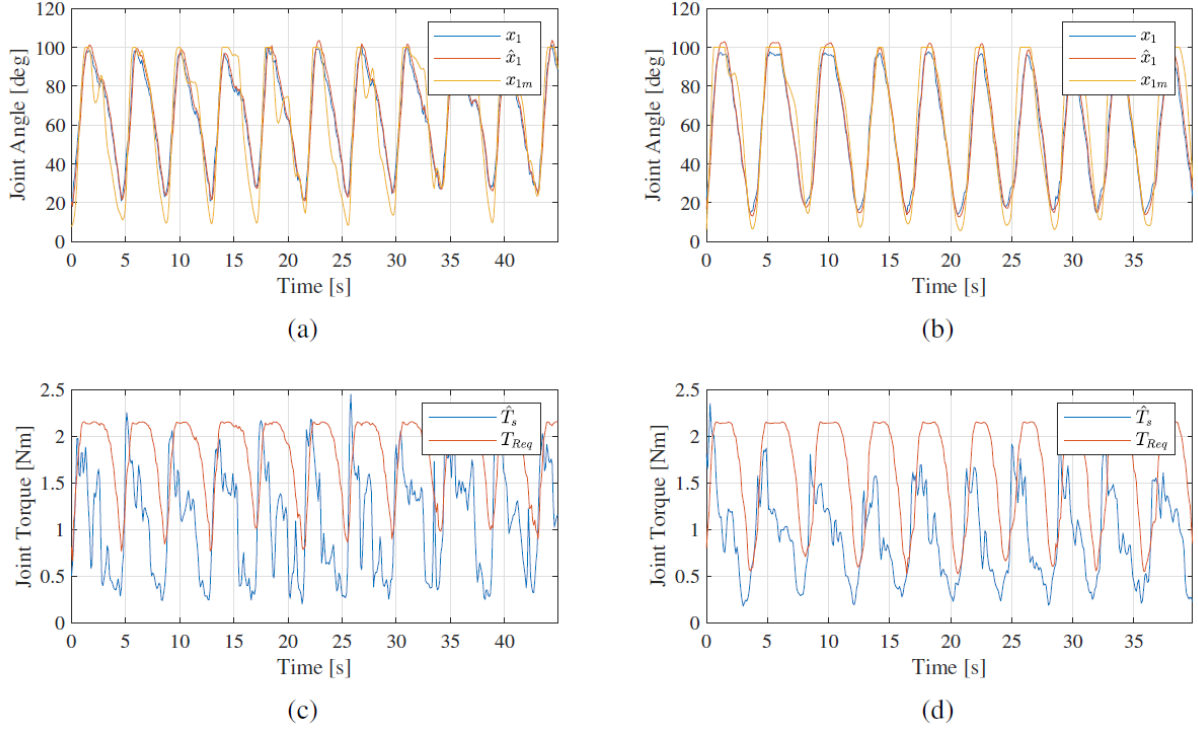 120
100
80
60
40
20
0
Joint Angle [deg]
x₁
x̂₁
x₁ₘ
0 5 10 15 20 25 30 35 40
Time [s]
(a)
120
100
80
60
40
20
0
Joint Angle [deg]
x₁
x̂₁
x₁ₘ
0 5 10 15 20 25 30 35
Time [s]
(b)
2.5
2
1.5
1
0.5
0
Joint Torque [Nm]
T̂ₛ
T_Req
0 5 10 15 20 25 30 35 40
Time [s]
(c)
2.5
2
1.5
1
0.5
0
Joint Torque [Nm]
T̂ₛ
T_Req
0 5 10 15 20 25 30 35
Time [s]
(d)